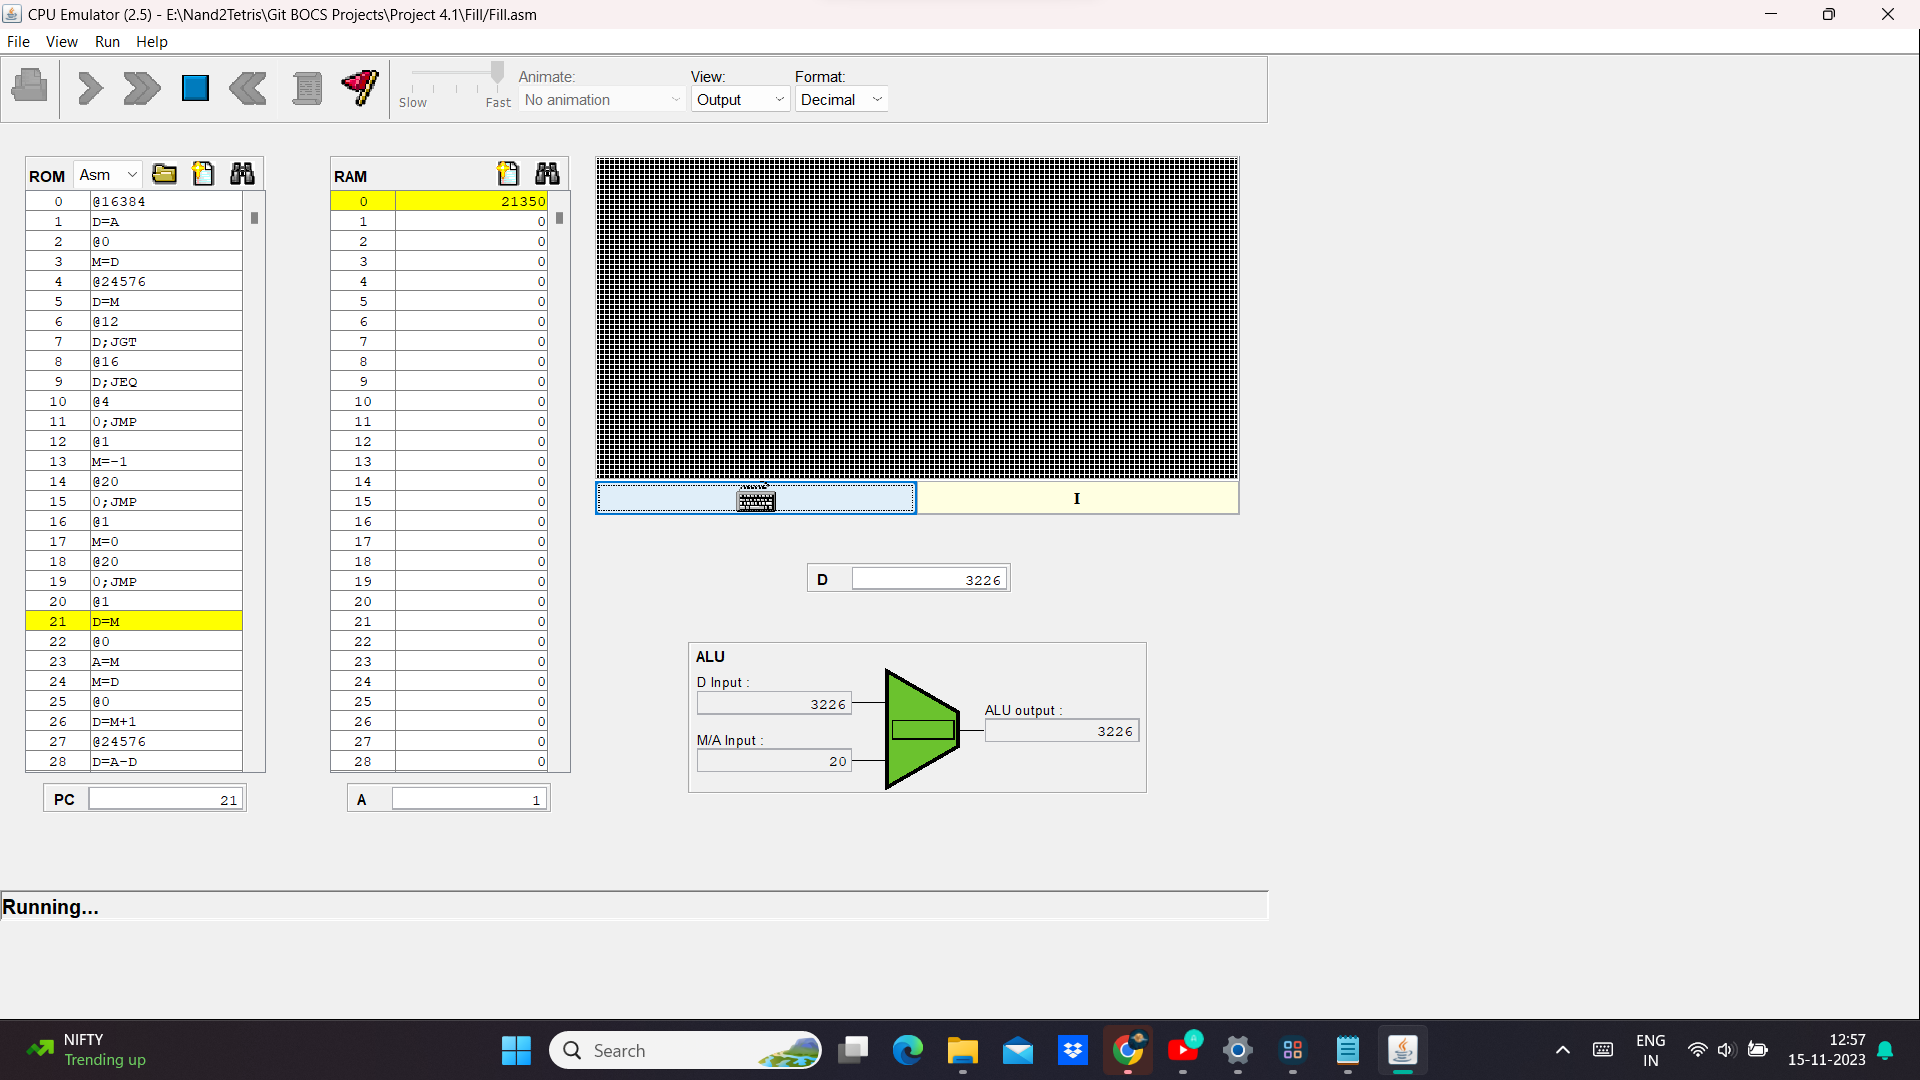 CPU Emulator (2.5) - E:\Nand2Tetris\Git BOCS Projects\Project 4.1\Fill/Fill.asm
File View Run Help
Slow Fast
Animate:
No animation
View:
Output
Format:
Decimal
ROM Asm
0 @16384
1 D=A
2 @0
3 M=D
4 @24576
5 D=M
6 @12
7 D;JGT
8 @16
9 D;JEQ
10 @4
11 0;JMP
12 @1
13 M=-1
14 @20
15 0;JMP
16 @1
17 M=0
18 @20
19 0;JMP
20 @1
21 D=M
22 @0
23 A=M
24 M=D
25 @0
26 D=M+1
27 @24576
28 D=A-D
PC 21
RAM
0 21350
1 0
2 0
3 0
4 0
5 0
6 0
7 0
8 0
9 0
10 0
11 0
12 0
13 0
14 0
15 0
16 0
17 0
18 0
19 0
20 0
21 0
22 0
23 0
24 0
25 0
26 0
27 0
28 0
A 1
I
D 3226
ALU
D Input :
3226
M/A Input :
20
ALU output :
3226
Running...
NIFTY
Trending up
Search
A
ENG
IN
12:57
15-11-2023